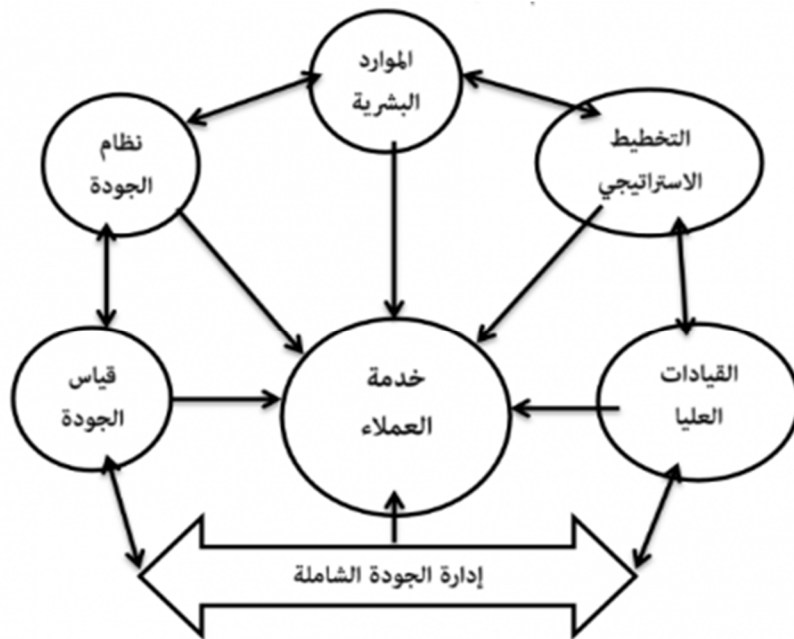 الموارد
البشرية
التخطيط
الاستراتيجي
نظام
الجودة
القيادات
العليا
خدمة
العملاء
قياس
الجودة
إدارة الجودة الشاملة